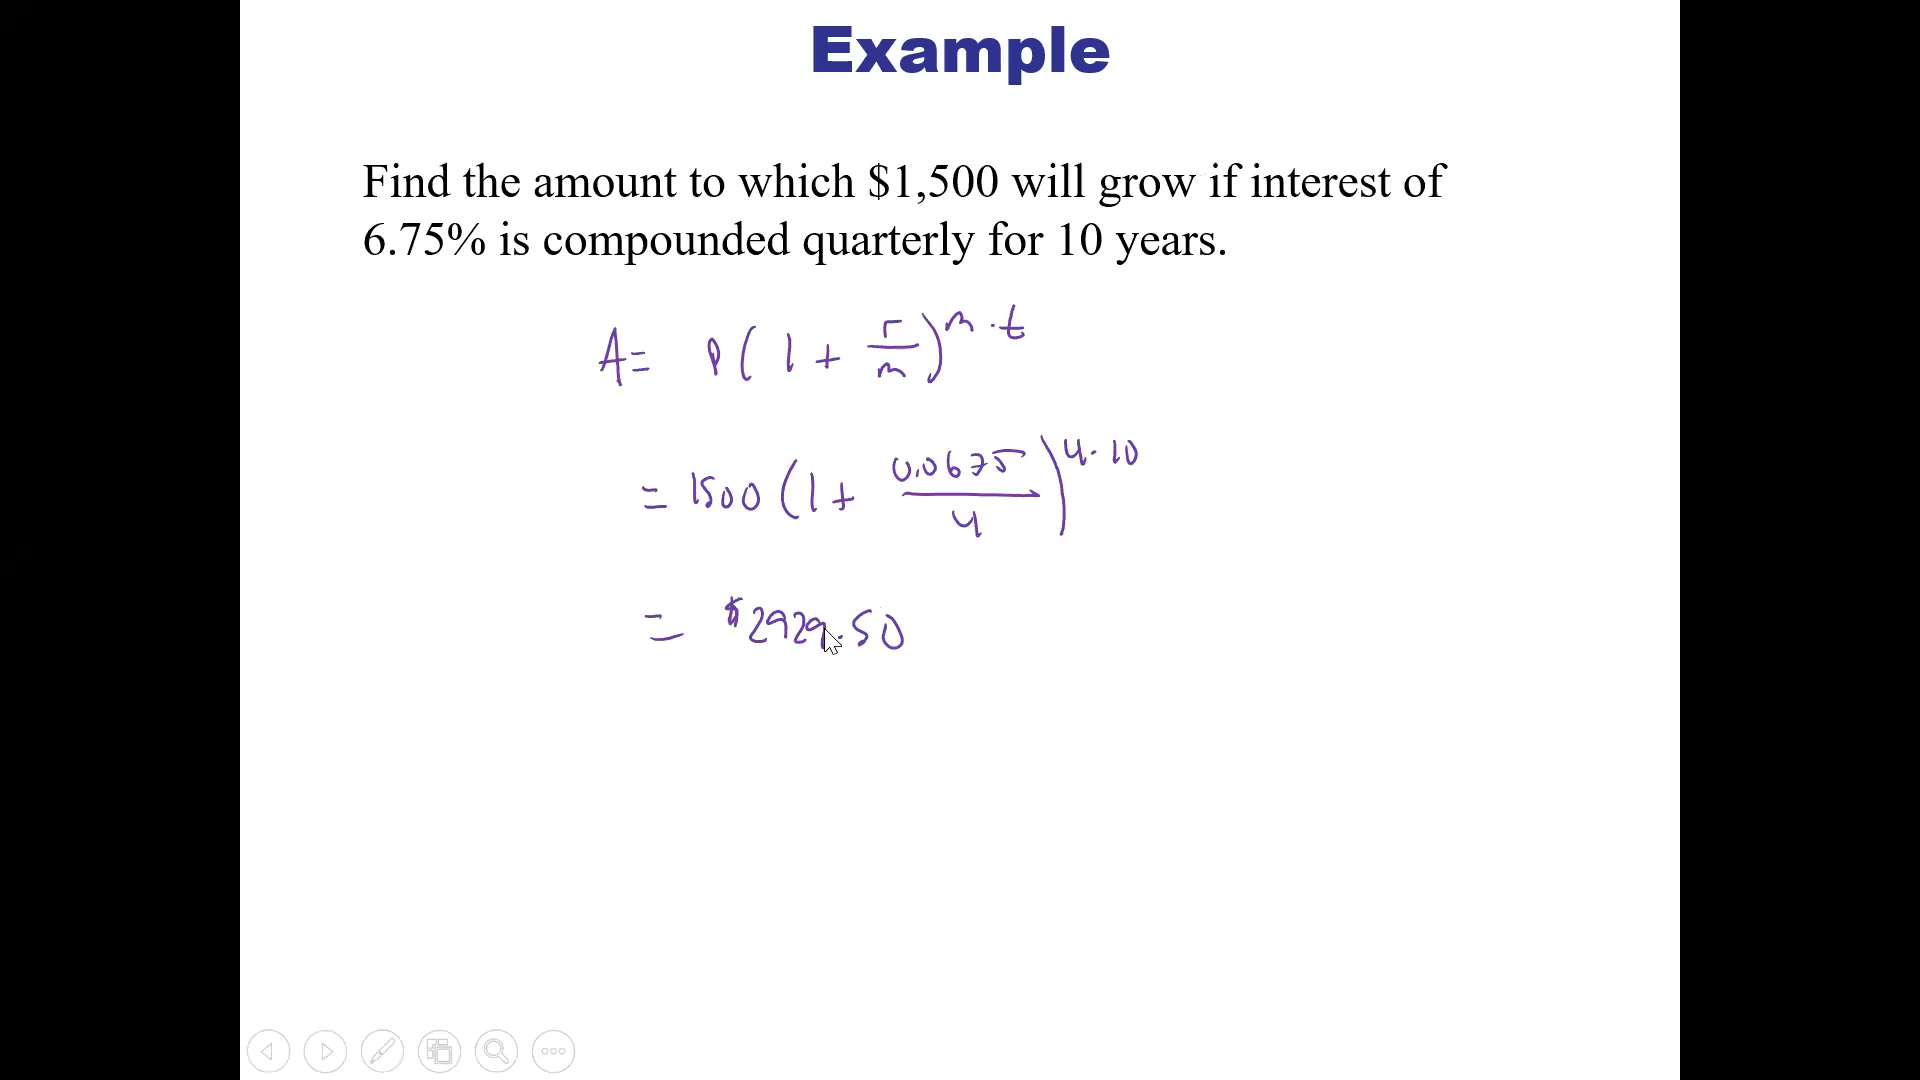 Example
Find the amount to which $1,500 will grow if interest of
6.75% is compounded quarterly for 10 years.
A = P(1 + r/m)^m·t
= 1500(1 + 0.0675/4)^4·10
= $2929.50